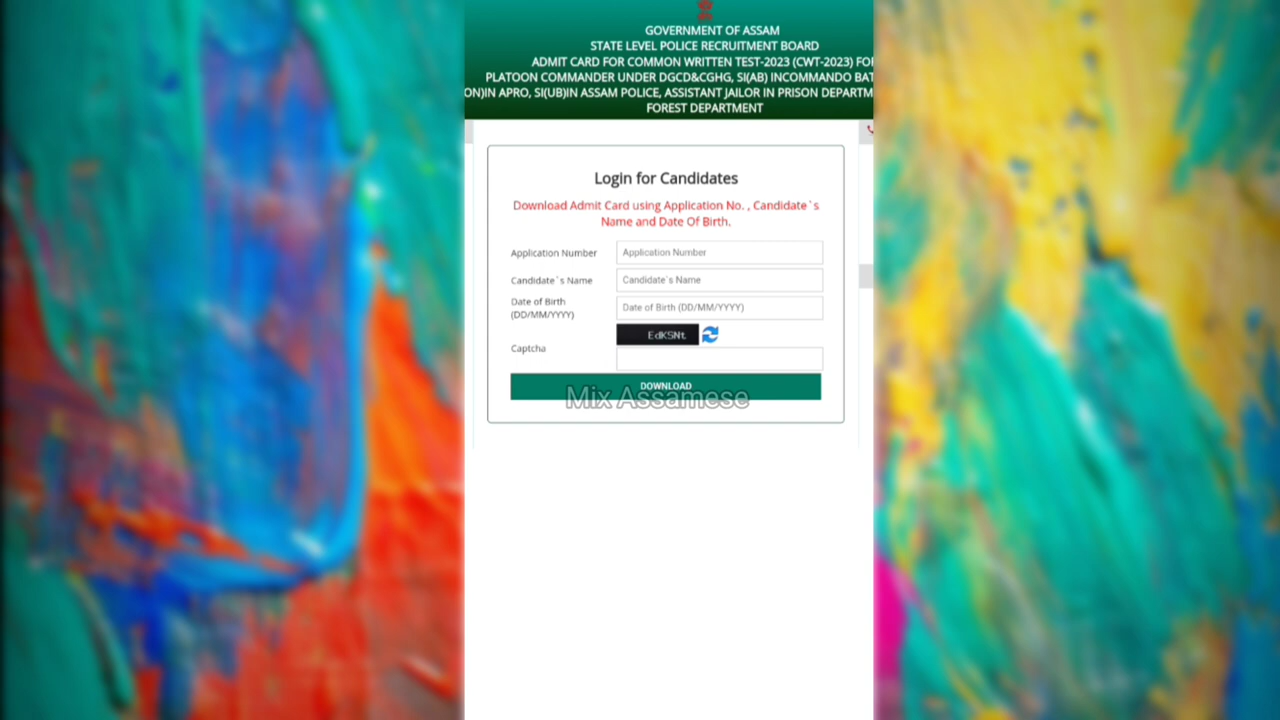 GOVERNMENT OF ASSAM
STATE LEVEL POLICE RECRUITMENT BOARD
ADMIT CARD FOR COMMON WRITTEN TEST-2023 (CWT-2023) FO
PLATOON COMMANDER UNDER DGCD&CGHG, SI(AB) INCOMMANDO BAT
ON)IN APRO, SI(UB)IN ASSAM POLICE, ASSISTANT JAILOR IN PRISON DEPARTM
FOREST DEPARTMENT
Login for Candidates
Download Admit Card using Application No. , Candidate`s
Name and Date Of Birth.
Application Number
Application Number
Candidate`s Name
Candidate`s Name
Date of Birth
(DD/MM/YYYY)
Date of Birth (DD/MM/YYYY)
EdKSNt
Captcha
DOWNLOAD
Mix Assamese